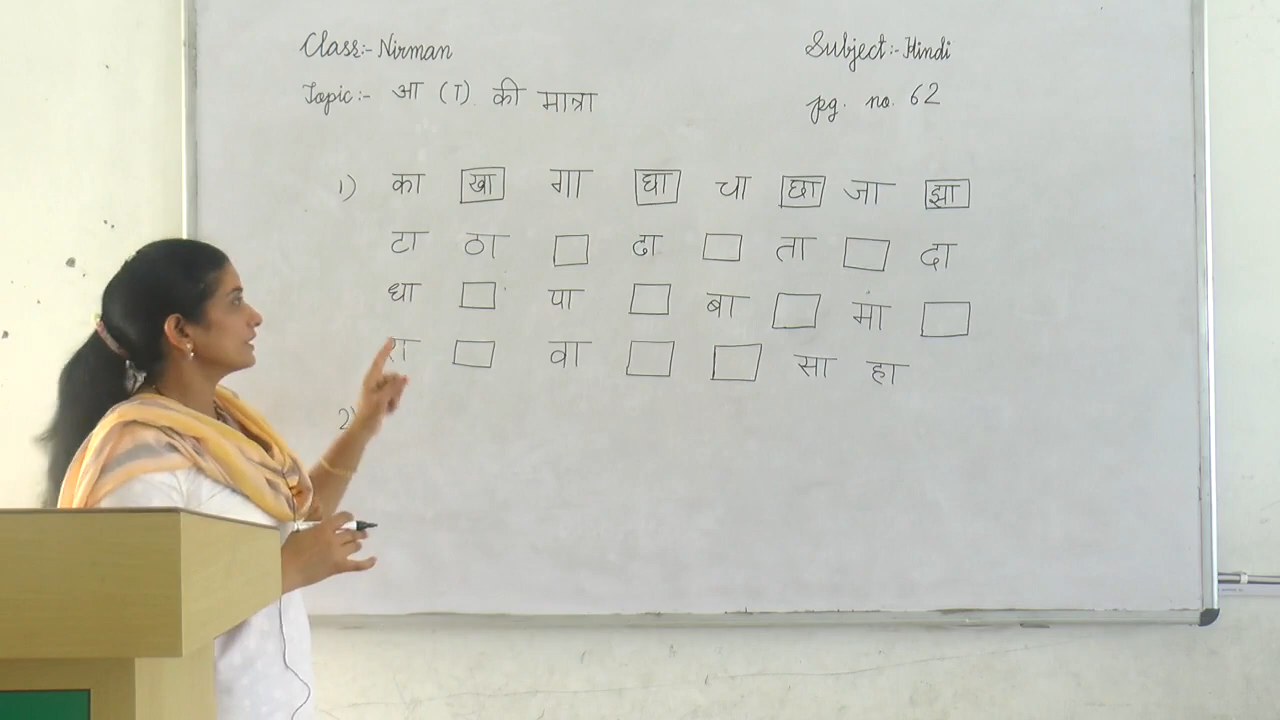 Class:- Nirman
Subject:- Hindi
Topic:- आ (ा) की मात्रा
pg. no. 62
1) का खा गा घा चा छा जा झा
टा ठा ढा ता दा
धा पा बा मा
रा वा सा हा
2)